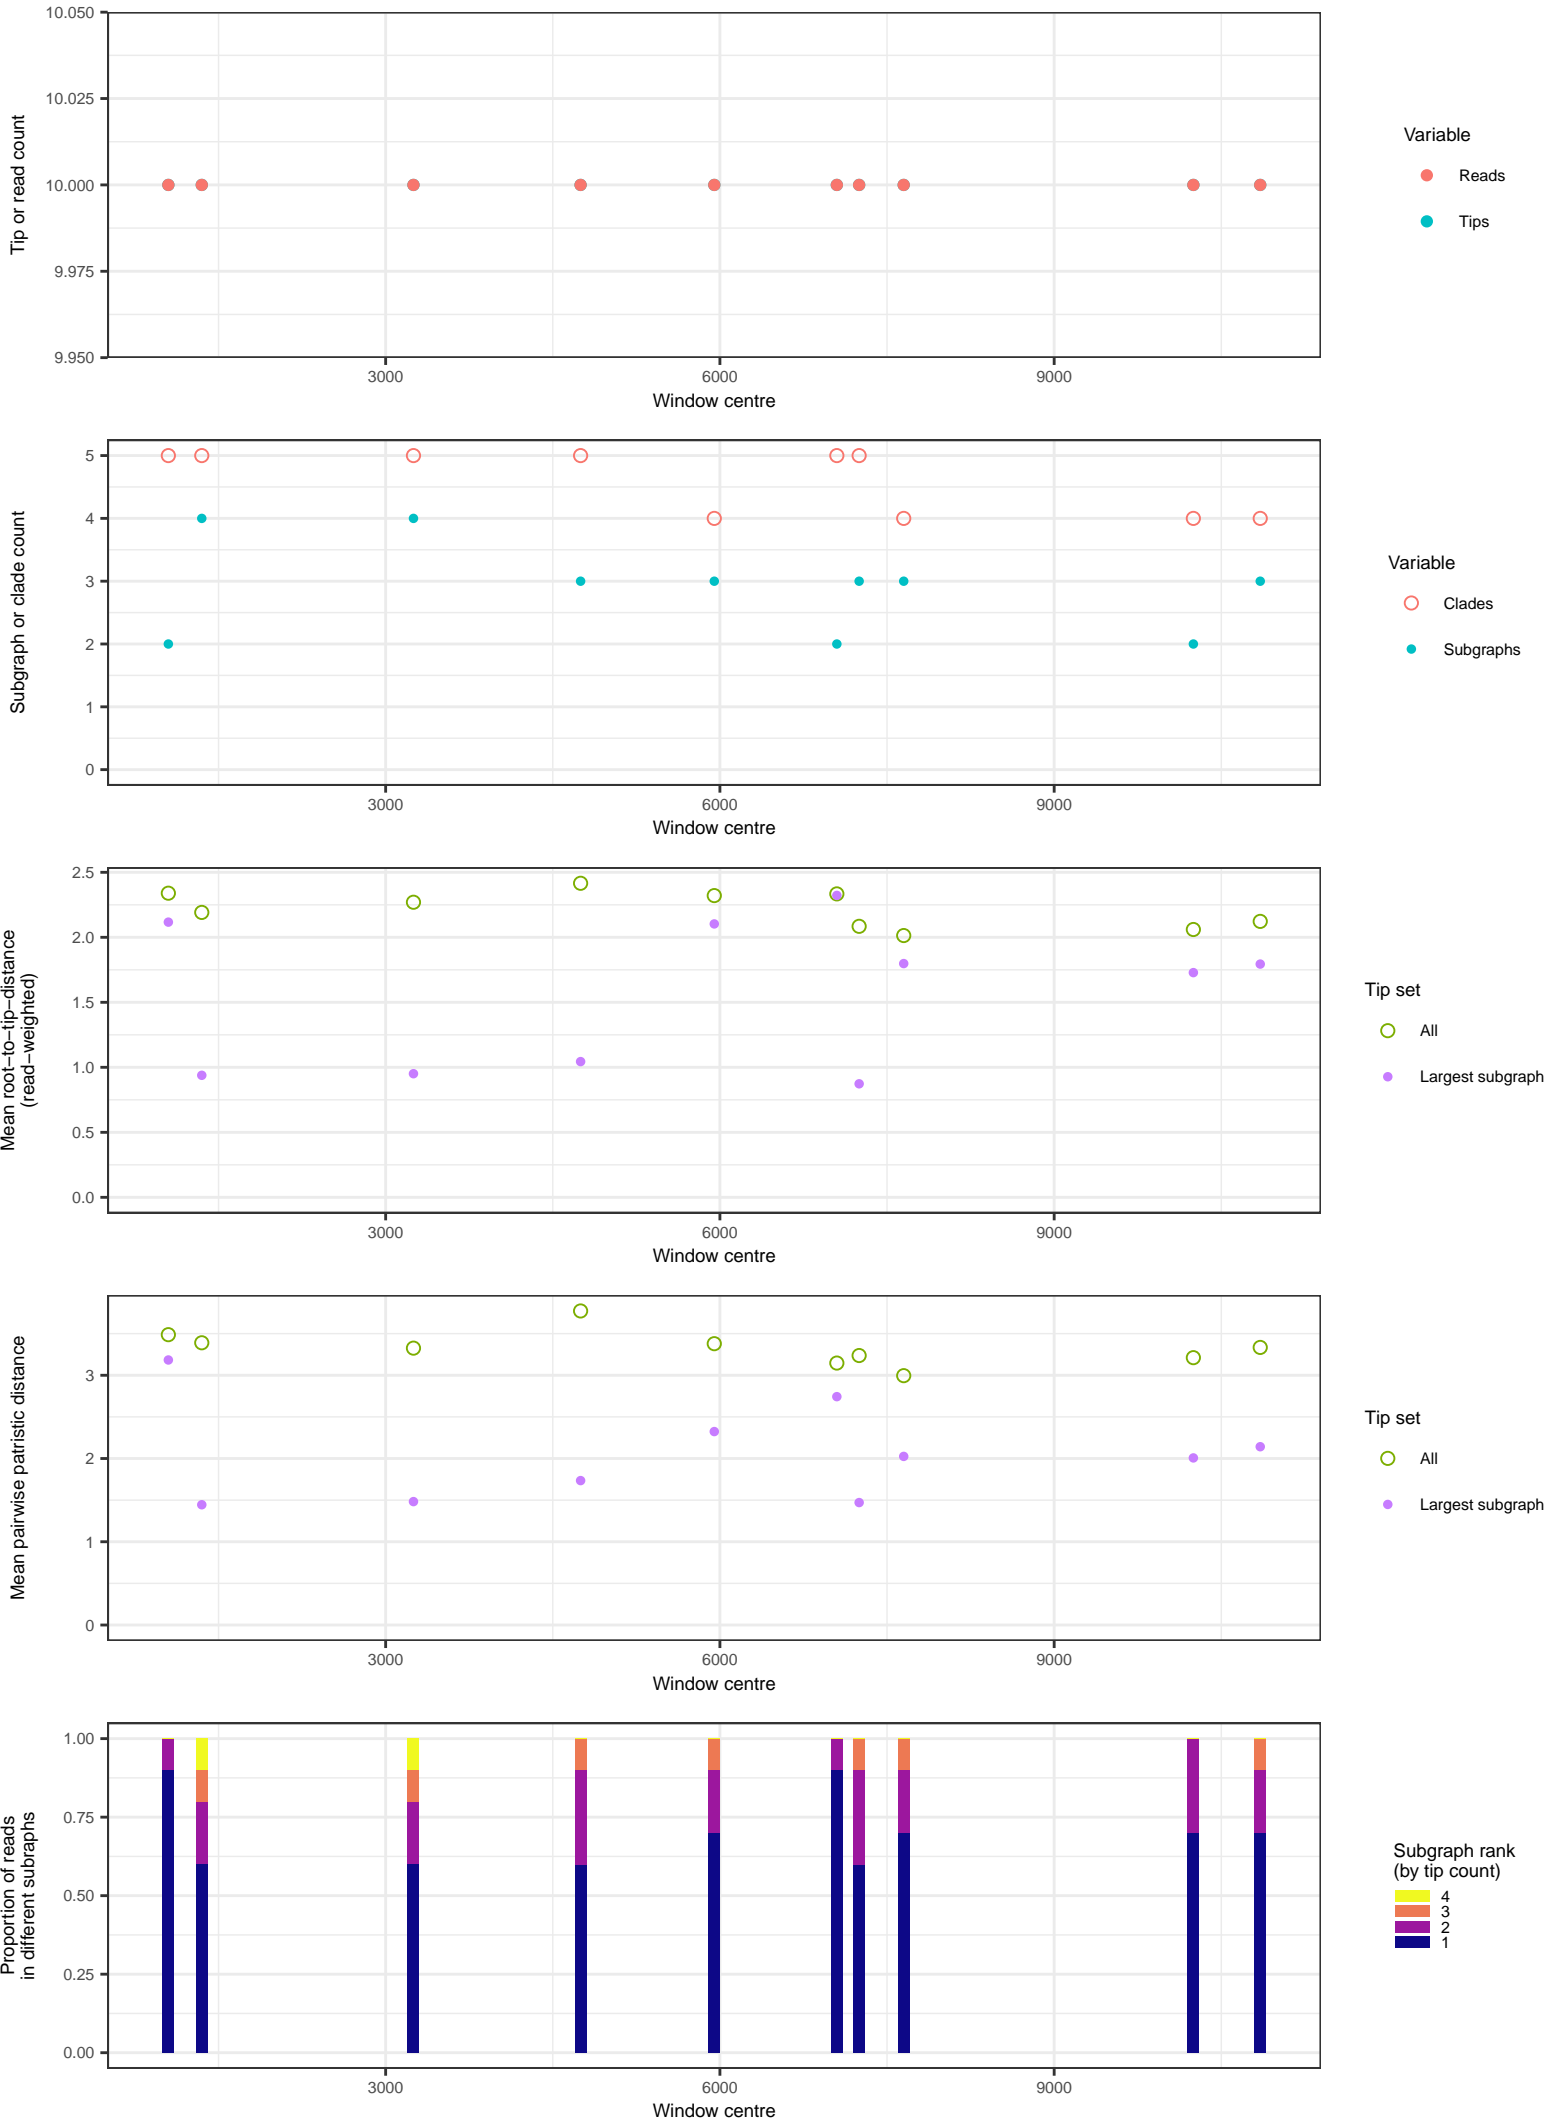 10.050
10.025
10.000
9.975
9.950
Tip or read count
3000
6000
9000
Window centre
Variable
Reads
Tips
5
4
3
2
1
0
Subgraph or clade count
3000
6000
9000
Window centre
Variable
Clades
Subgraphs
2.5
2.0
1.5
1.0
0.5
0.0
Mean root−to−tip−distance
(read−weighted)
3000
6000
9000
Window centre
Tip set
All
Largest subgraph
3
2
1
0
Mean pairwise patristic distance
3000
6000
9000
Window centre
Tip set
All
Largest subgraph
1.00
0.75
0.50
0.25
0.00
Proportion of reads
in different subraphs
3000
6000
9000
Window centre
Subgraph rank
(by tip count)
4
3
2
1